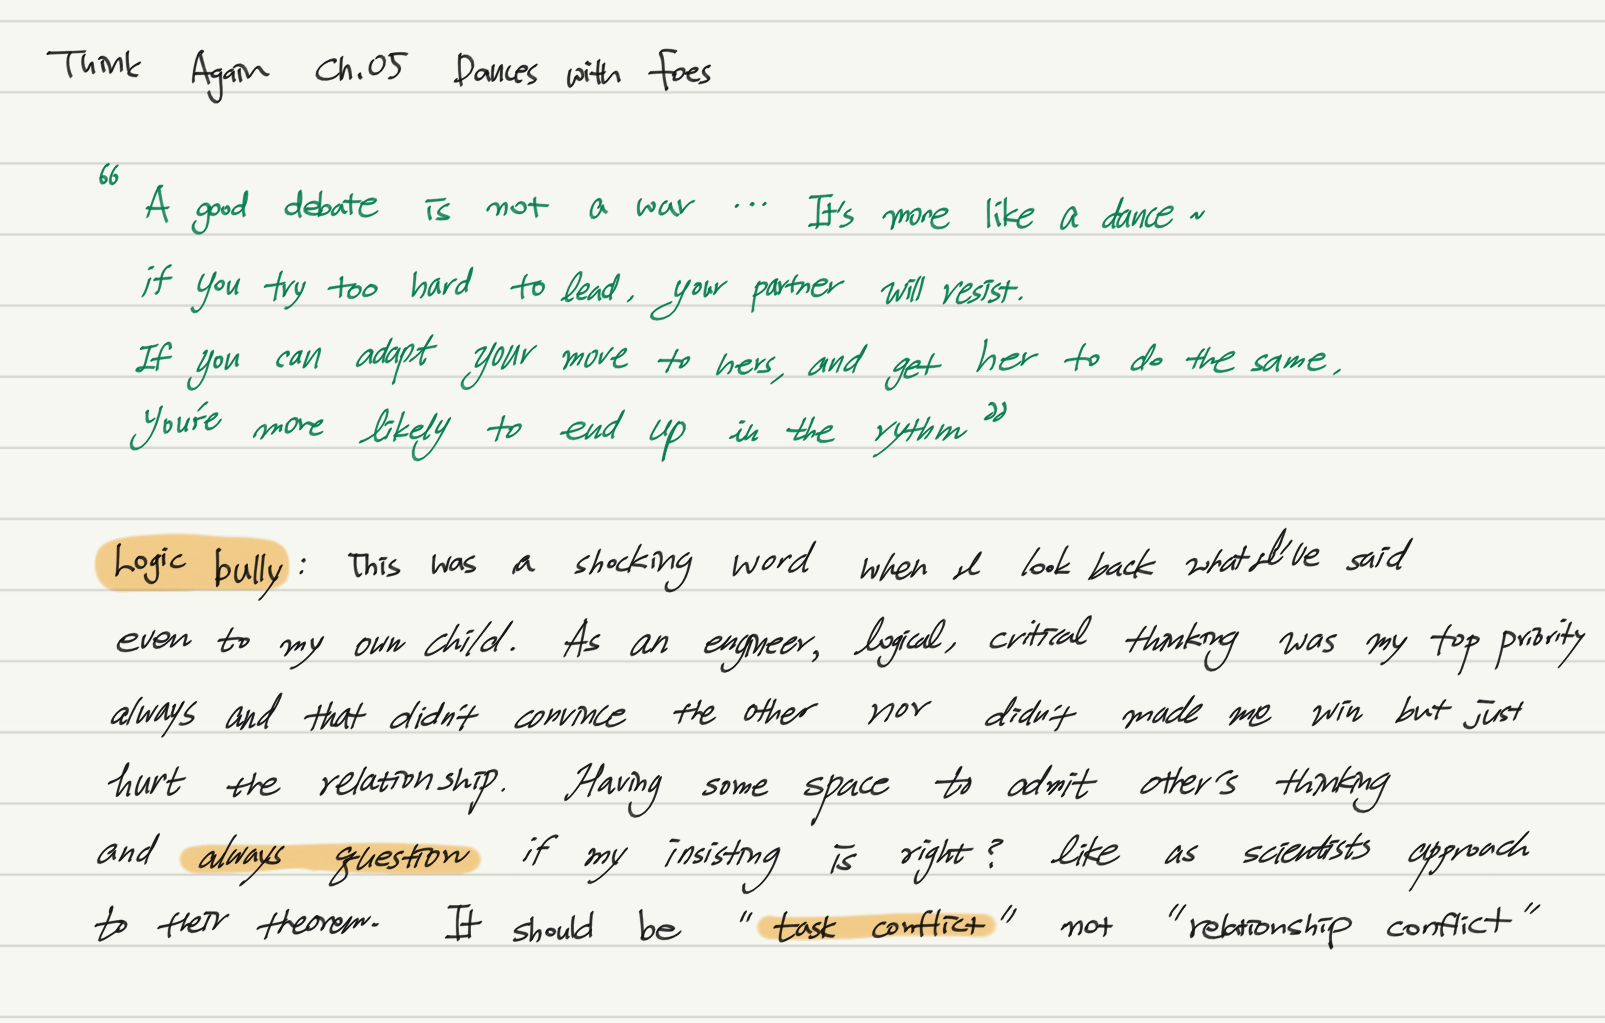 Think Again Ch.05 Dances with foes
“ A good debate is not a war ... It's more like a dance ~
if you try too hard to lead, your partner will resist.
If you can adapt your move to hers, and get her to do the same,
You're more likely to end up in the rythm ”
Logic bully : This was a shocking word when I look back what I've said
even to my own child. As an engineer, logical, critical thinking was my top priority
always and that didn't convince the other nor didn't made me win but just
hurt the relationship. Having some space to admit other's thinking
and always question if my insisting is right? like as scientists approach
to their theorem. It should be "task conflict" not "relationship conflict"